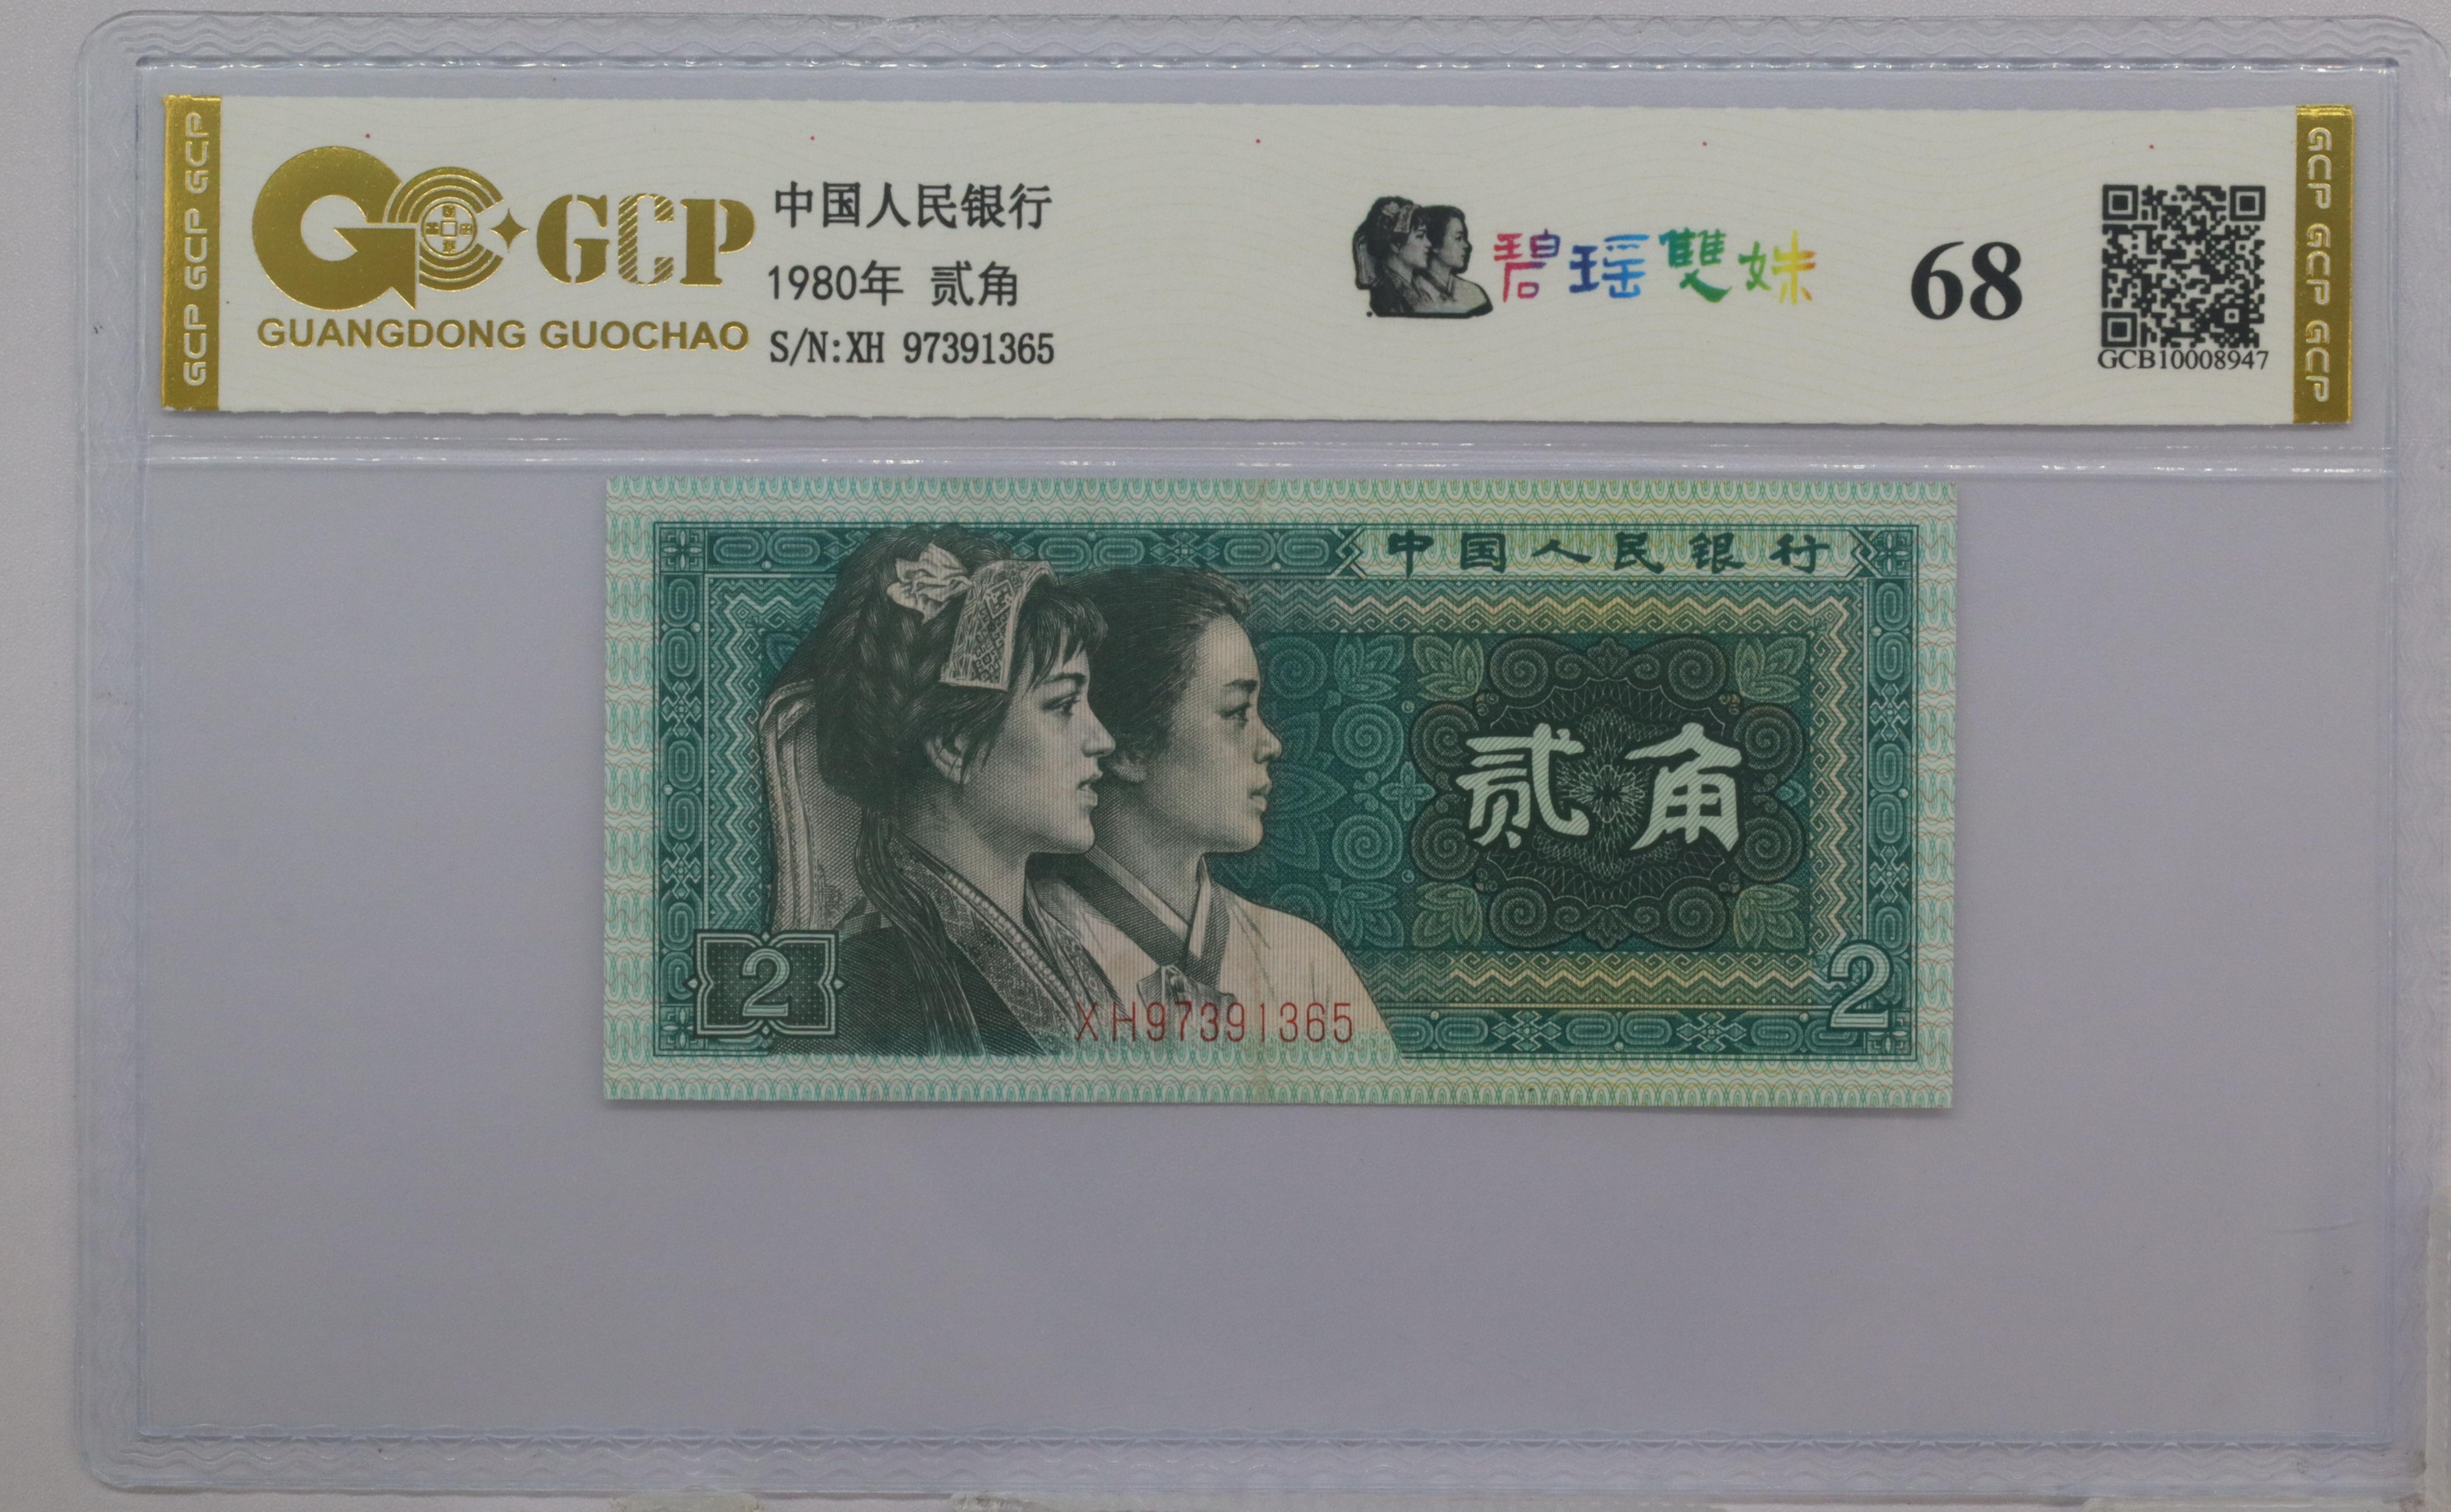 GCP GCP GCP
GCP
GUANGDONG GUOCHAO
中国人民银行
1980年 贰角
S/N:XH 97391365
碧瑶雙妹
68
GCB10008947
GCP GCP GCP
中国人民银行
贰角
2
XH97391365
2